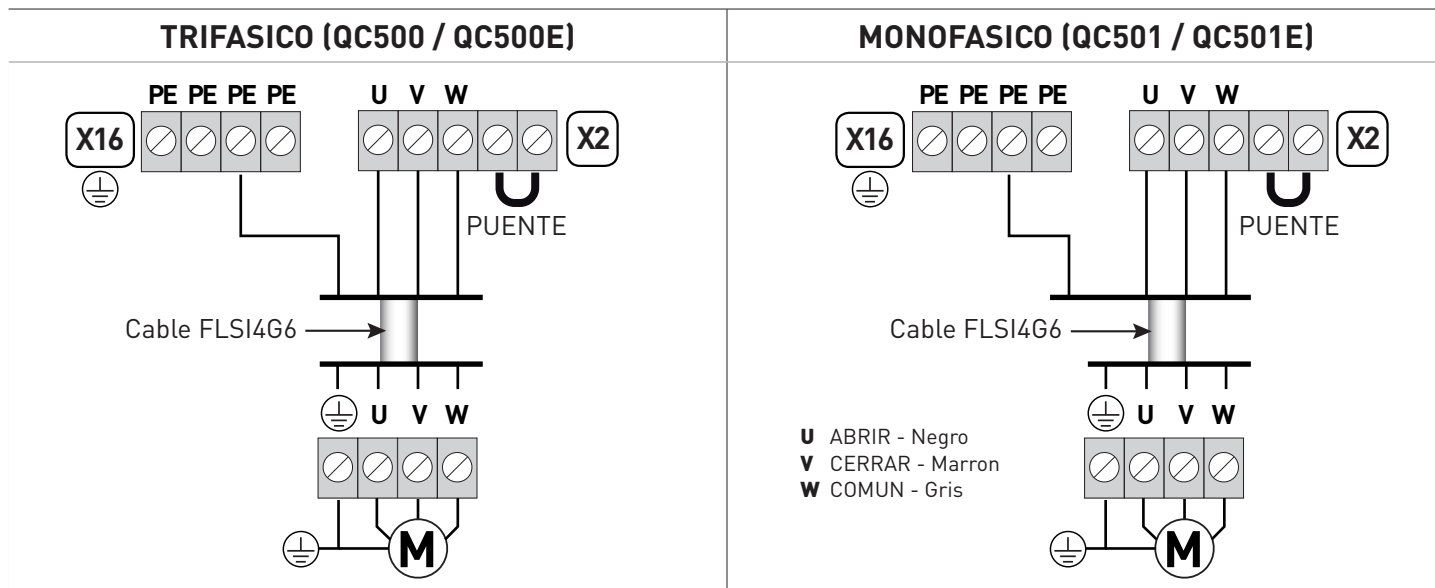 TRIFASICO (QC500 / QC500E)
PE PE PE PE
U V W
X16
X2
PUENTE
Cable FLSI4G6
U V W
M
MONOFASICO (QC501 / QC501E)
PE PE PE PE
U V W
X16
X2
PUENTE
Cable FLSI4G6
U V W
U ABRIR - Negro
V CERRAR - Marron
W COMUN - Gris
M